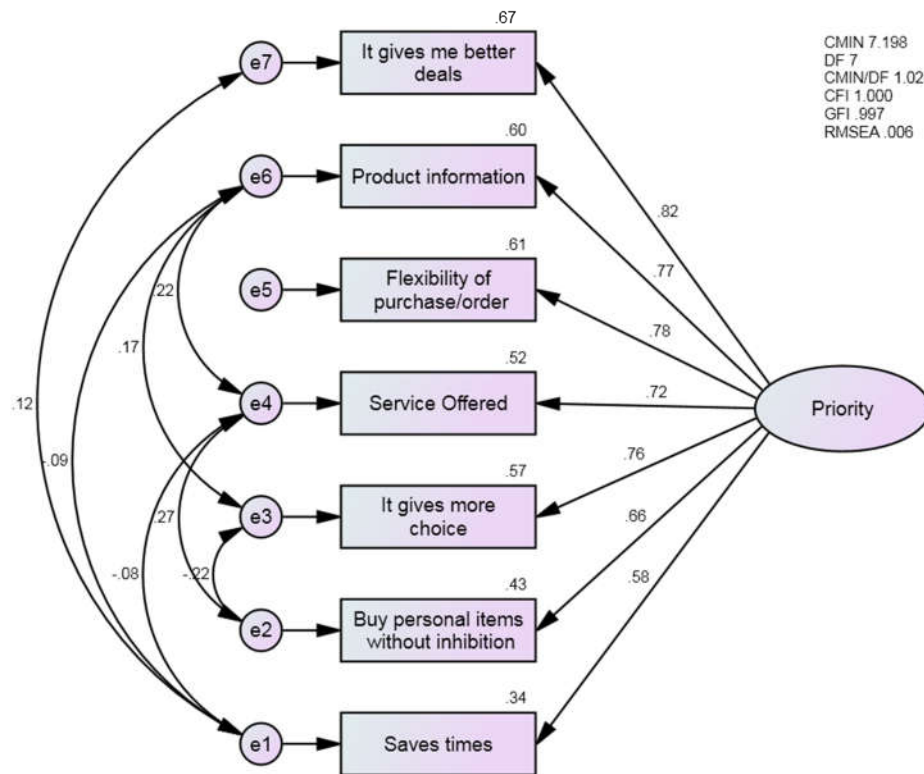 .67
e7
It gives me better
deals
CMIN 7.198
DF 7
CMIN/DF 1.02
CFI 1.000
GFI .997
RMSEA .006
.60
e6
Product information
.82
.77
.61
e5
Flexibility of
purchase/order
.22
.78
.17
.52
e4
Service Offered
.72
Priority
.12
-.09
.76
.57
e3
It gives more
choice
.27
.66
.58
-.08
-.22
.43
e2
Buy personal items
without inhibition
.34
e1
Saves times